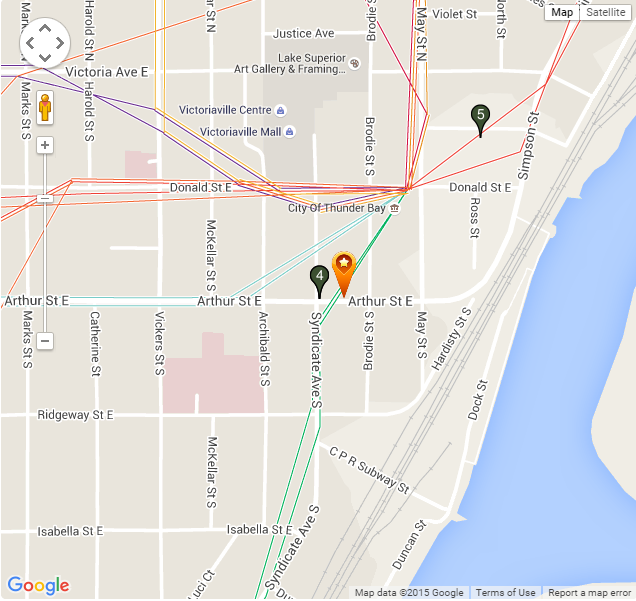 Map
Satellite
Violet St
North St
May St N
Brodie St N
Justice Ave
Harold St N
Marks St N
Lake Superior
Art Gallery & Framing...
Victoria Ave E
Victoriaville Centre
Victoriaville Mall
5
Simpson St
Brodie St S
Harold St S
Marks St S
Donald St E
Donald St E
City Of Thunder Bay
Ross St
McKellar St S
4
Arthur St E
Arthur St E
Arthur St E
Marks St S
Catherine St
Vickers St S
Archibald St S
Syndicate Ave S
Brodie St S
May St S
Hardisty St S
Dock St
Ridgeway St E
McKellar St S
C P R Subway St
Isabella St E
Isabella St E
Syndicate Ave S
Duncan St
Luci Ct
Google
Map data ©2015 Google
Terms of Use
Report a map error